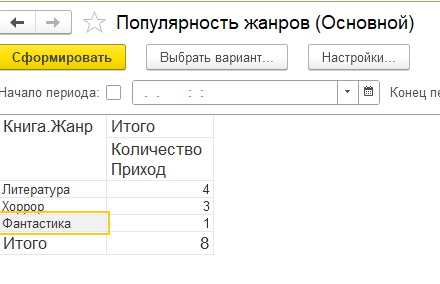 Популярность жанров (Основной)
Сформировать Выбрать вариант... Настройки...
Начало периода: . . : : Конец пе
Книга.Жанр Итого
Количество
Приход
Литература 4
Хоррор 3
Фантастика 1
Итого 8